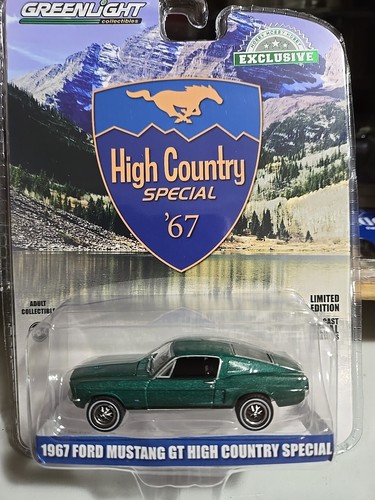 GREENLIGHT
collectibles
EXCLUSIVE
High Country
SPECIAL
'67
ADULT
COLLECTIBLE
LIMITED
EDITION
1967 FORD MUSTANG GT HIGH COUNTRY SPECIAL